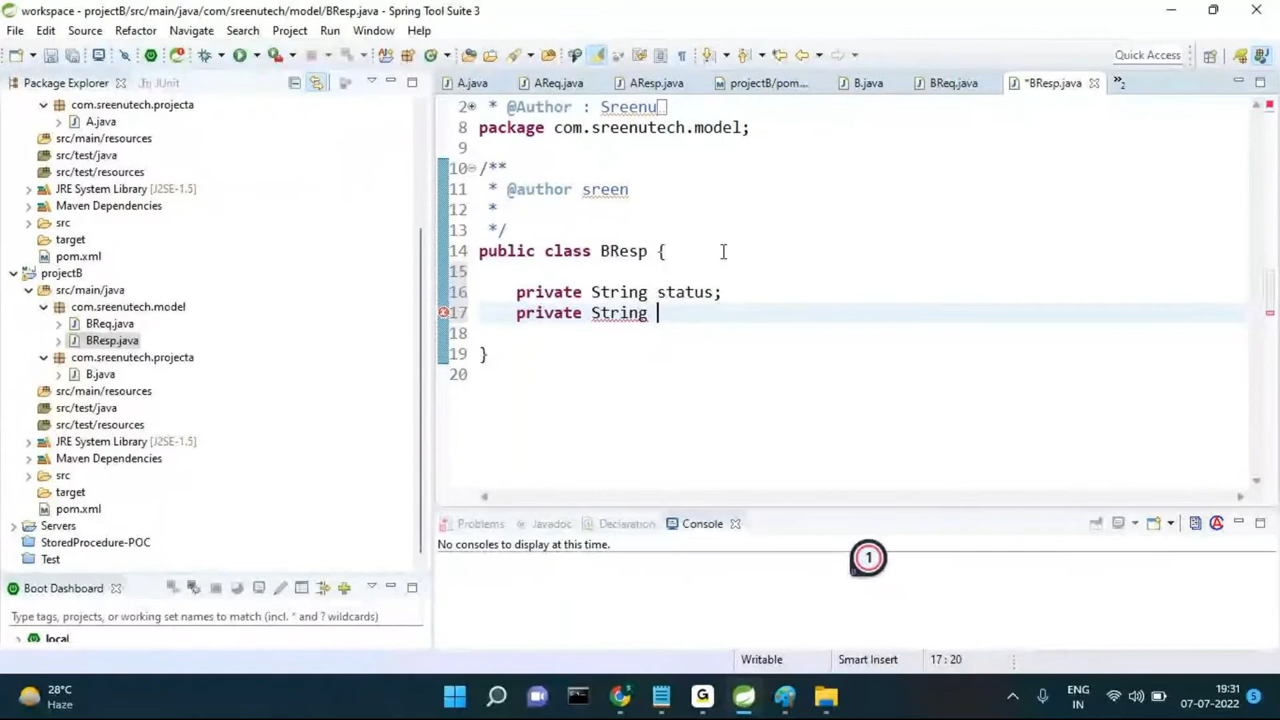 workspace - projectB/src/main/java/com/sreenutech/model/BResp.java - Spring Tool Suite 3
File Edit Source Refactor Navigate Search Project Run Window Help
Quick Access
Package Explorer
JUnit
com.sreenutech.projecta
A.java
src/main/resources
src/test/java
src/test/resources
JRE System Library [J2SE-1.5]
Maven Dependencies
src
target
pom.xml
projectB
src/main/java
com.sreenutech.model
BReq.java
BResp.java
com.sreenutech.projecta
B.java
src/main/resources
src/test/java
src/test/resources
JRE System Library [J2SE-1.5]
Maven Dependencies
src
target
pom.xml
Servers
StoredProcedure-POC
Test
Boot Dashboard
Type tags, projects, or working set names to match (incl. * and ? wildcards)
local
A.java AReq.java AResp.java projectB/pom... B.java BReq.java *BResp.java »2
2 * @Author : Sreenu
8 package com.sreenutech.model;
9
10 /**
11 * @author sreen
12 *
13 */
14 public class BResp {
15
16 private String status;
17 private String
18
19 }
20
Problems Javadoc Declaration Console
No consoles to display at this time.
1
Writable Smart Insert 17 : 20
28°C
Haze
G
ENG
IN
19:31
07-07-2022
5